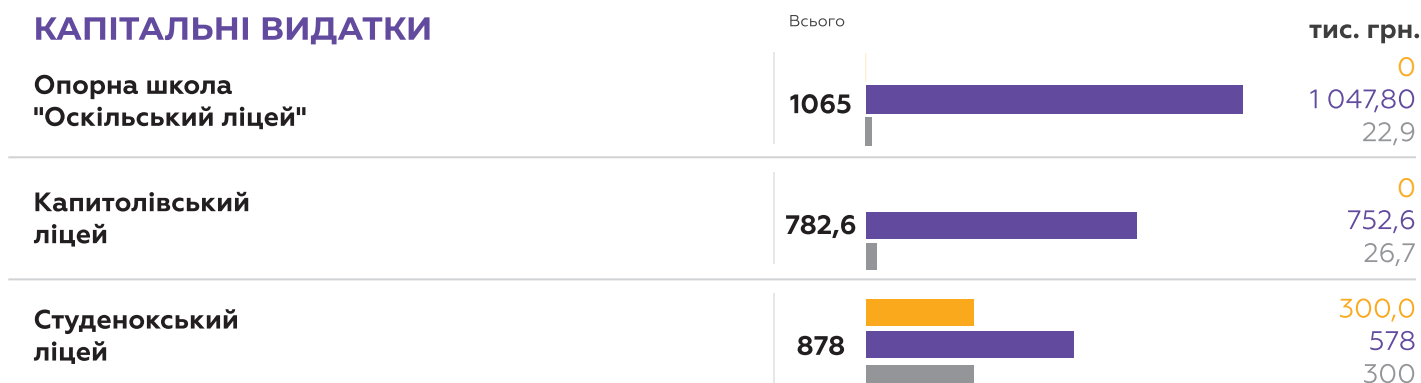 КАПІТАЛЬНІ ВИДАТКИ
Всього
тис. грн.
Опорна школа
"Оскільський ліцей"
1065
0
1 047,80
22,9
Капитолівський
ліцей
782,6
0
752,6
26,7
Студенокський
ліцей
878
300,0
578
300